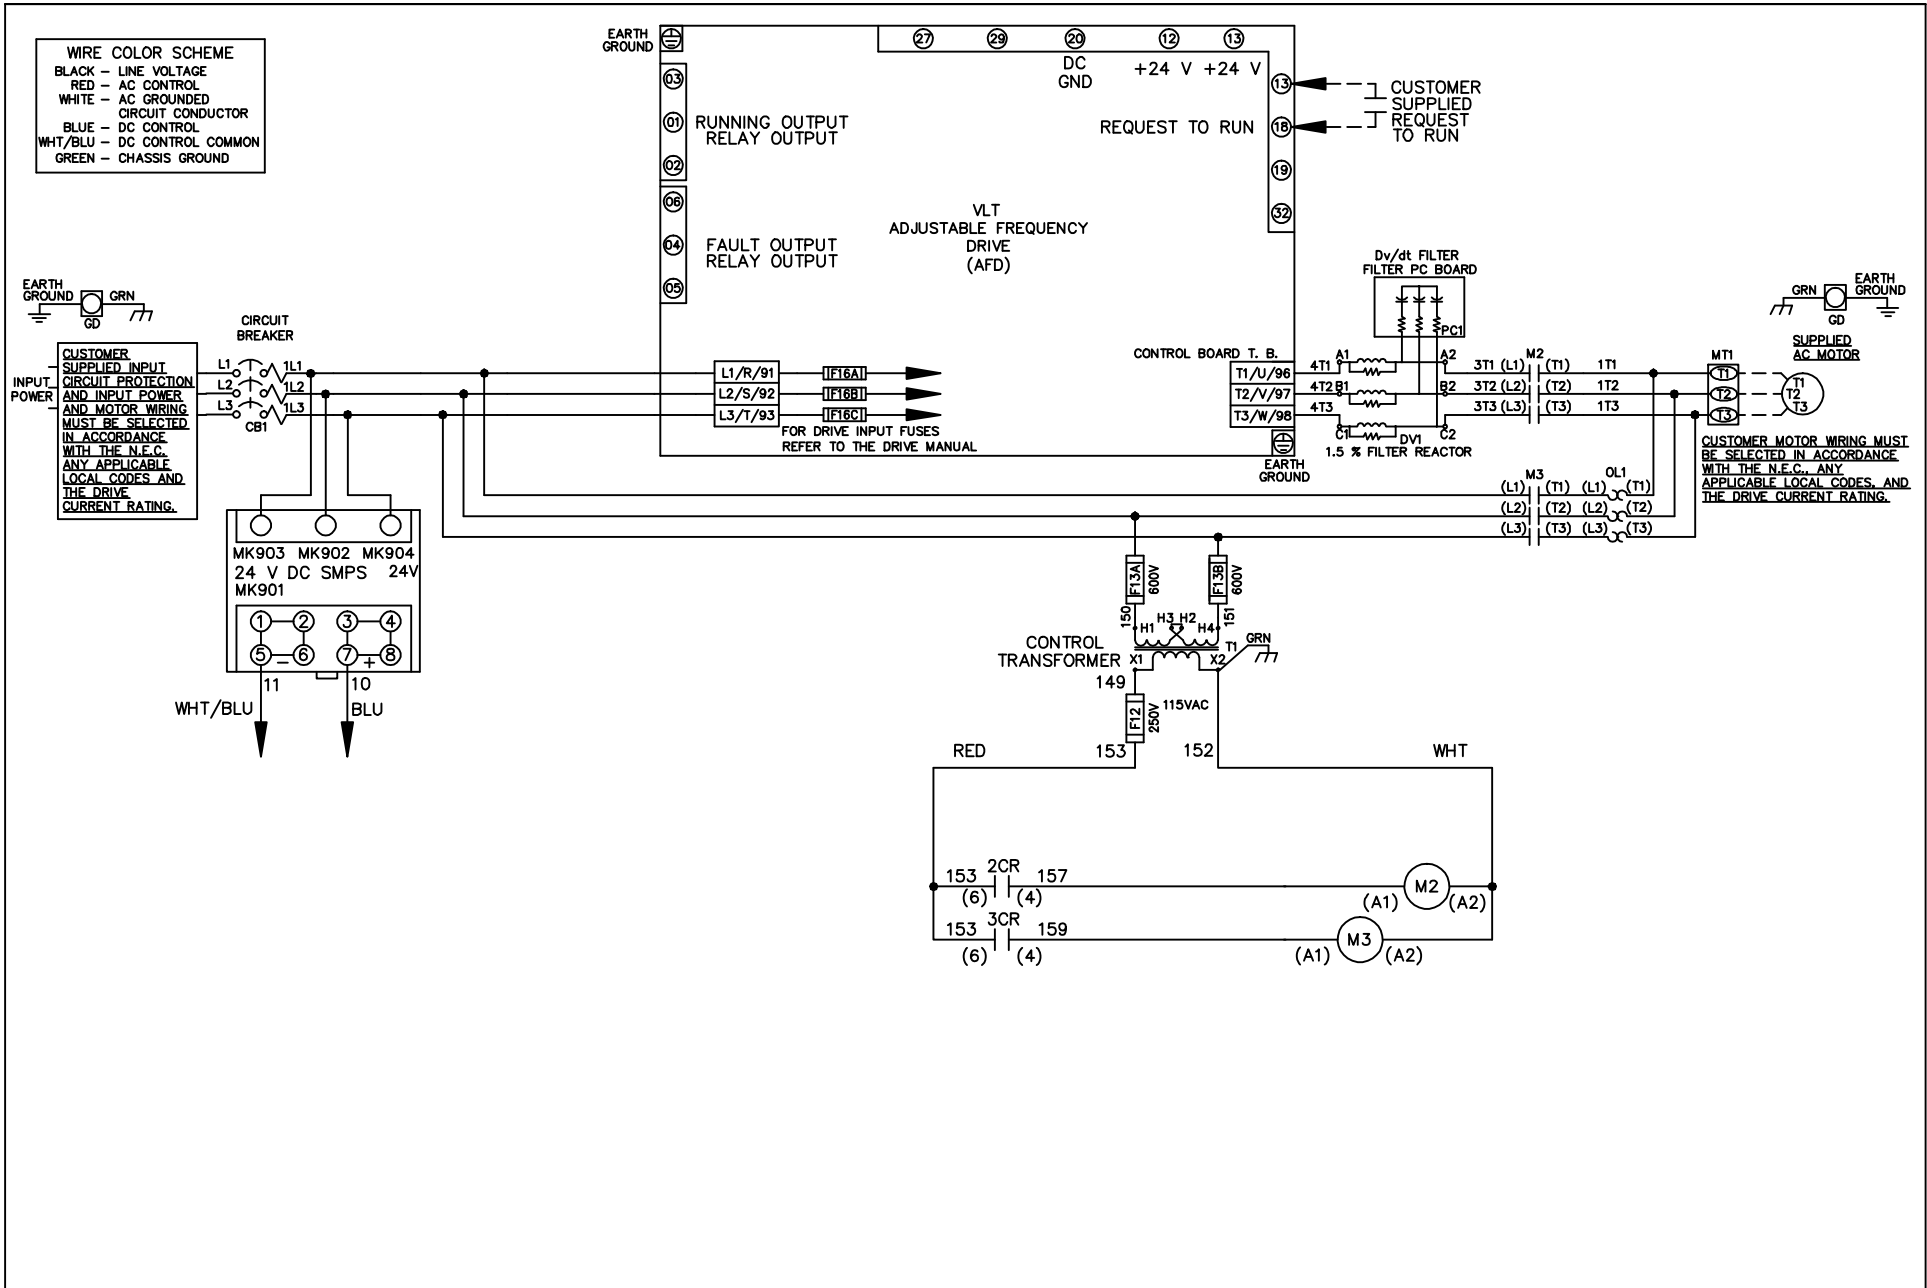 WIRE COLOR SCHEME
BLACK – LINE VOLTAGE
RED – AC CONTROL
WHITE – AC GROUNDED
CIRCUIT CONDUCTOR
BLUE – DC CONTROL
WHT/BLU – DC CONTROL COMMON
GREEN – CHASSIS GROUND
EARTH
GROUND
27 29 20 12 13
DC
GND
+24 V +24 V
03
01
02
RUNNING OUTPUT
RELAY OUTPUT
06
04
05
FAULT OUTPUT
RELAY OUTPUT
13
18
19
32
REQUEST TO RUN
CUSTOMER
SUPPLIED
REQUEST
TO RUN
VLT
ADJUSTABLE FREQUENCY
DRIVE
(AFD)
Dv/dt FILTER
FILTER PC BOARD
PC1
EARTH
GROUND
GRN
GD
INPUT
POWER
CUSTOMER
SUPPLIED INPUT
CIRCUIT PROTECTION
AND INPUT POWER
AND MOTOR WIRING
MUST BE SELECTED
IN ACCORDANCE
WITH THE N.E.C.
ANY APPLICABLE
LOCAL CODES AND
THE DRIVE
CURRENT RATING.
CIRCUIT
BREAKER
L1 1L1
L2 1L2
L3 1L3
CB1
L1/R/91 F16A
L2/S/92 F16B
L3/T/93 F16C
FOR DRIVE INPUT FUSES
REFER TO THE DRIVE MANUAL
CONTROL BOARD T. B.
T1/U/96
T2/V/97
T3/W/98
EARTH
GROUND
4T1 A1 A2
4T2 B1 B2
4T3
C1 DV1 C2
1.5 % FILTER REACTOR
M2
3T1 (L1) (T1) 1T1
3T2 (L2) (T2) 1T2
3T3 (L3) (T3) 1T3
MT1
T1
T2
T3
GRN
GD
EARTH
GROUND
SUPPLIED
AC MOTOR
T1
T2
T3
CUSTOMER MOTOR WIRING MUST
BE SELECTED IN ACCORDANCE
WITH THE N.E.C., ANY
APPLICABLE LOCAL CODES, AND
THE DRIVE CURRENT RATING.
M3 OL1
(L1) (T1) (L1) (T1)
(L2) (T2) (L2) (T2)
(L3) (T3) (L3) (T3)
MK903 MK902 MK904
24 V DC SMPS 24V
MK901
1 2 3 4
5 – 6 7 + 8
11 10
WHT/BLU BLU
F13A 600V F13B 600V
150 151
H1 H3 H2 H4
CONTROL
TRANSFORMER
X1 X2 T1
GRN
149
F12 250V
115VAC
RED 153 152 WHT
153 2CR 157
(6) (4)
(A1) M2 (A2)
153 3CR 159
(6) (4)
(A1) M3 (A2)